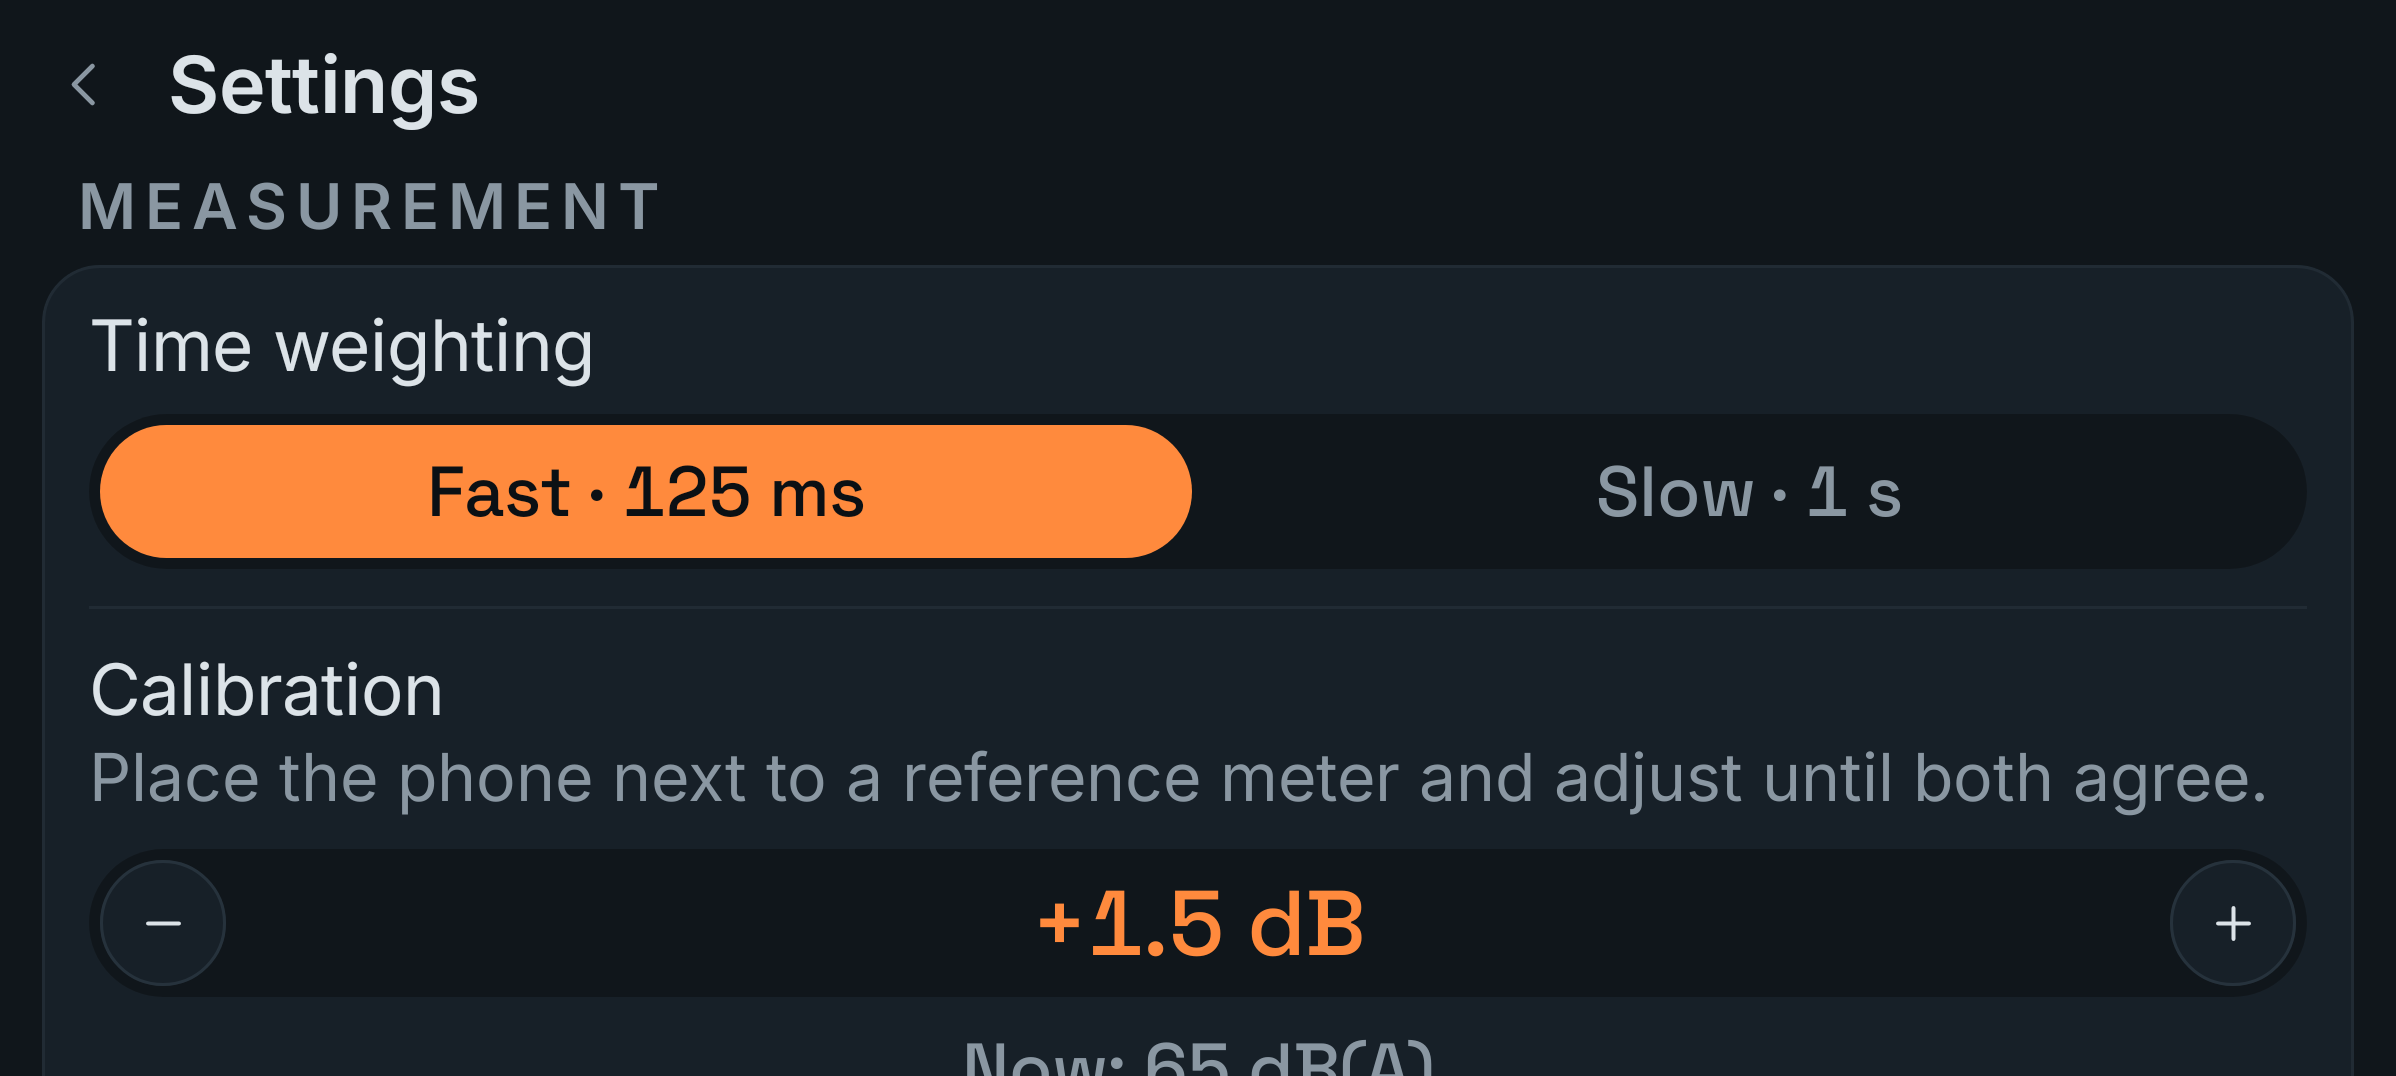 Settings
MEASUREMENT
Time weighting
Fast · 125 ms
Slow · 1 s
Calibration
Place the phone next to a reference meter and adjust until both agree.
− +1.5 dB +
Now: 65 dB(A)